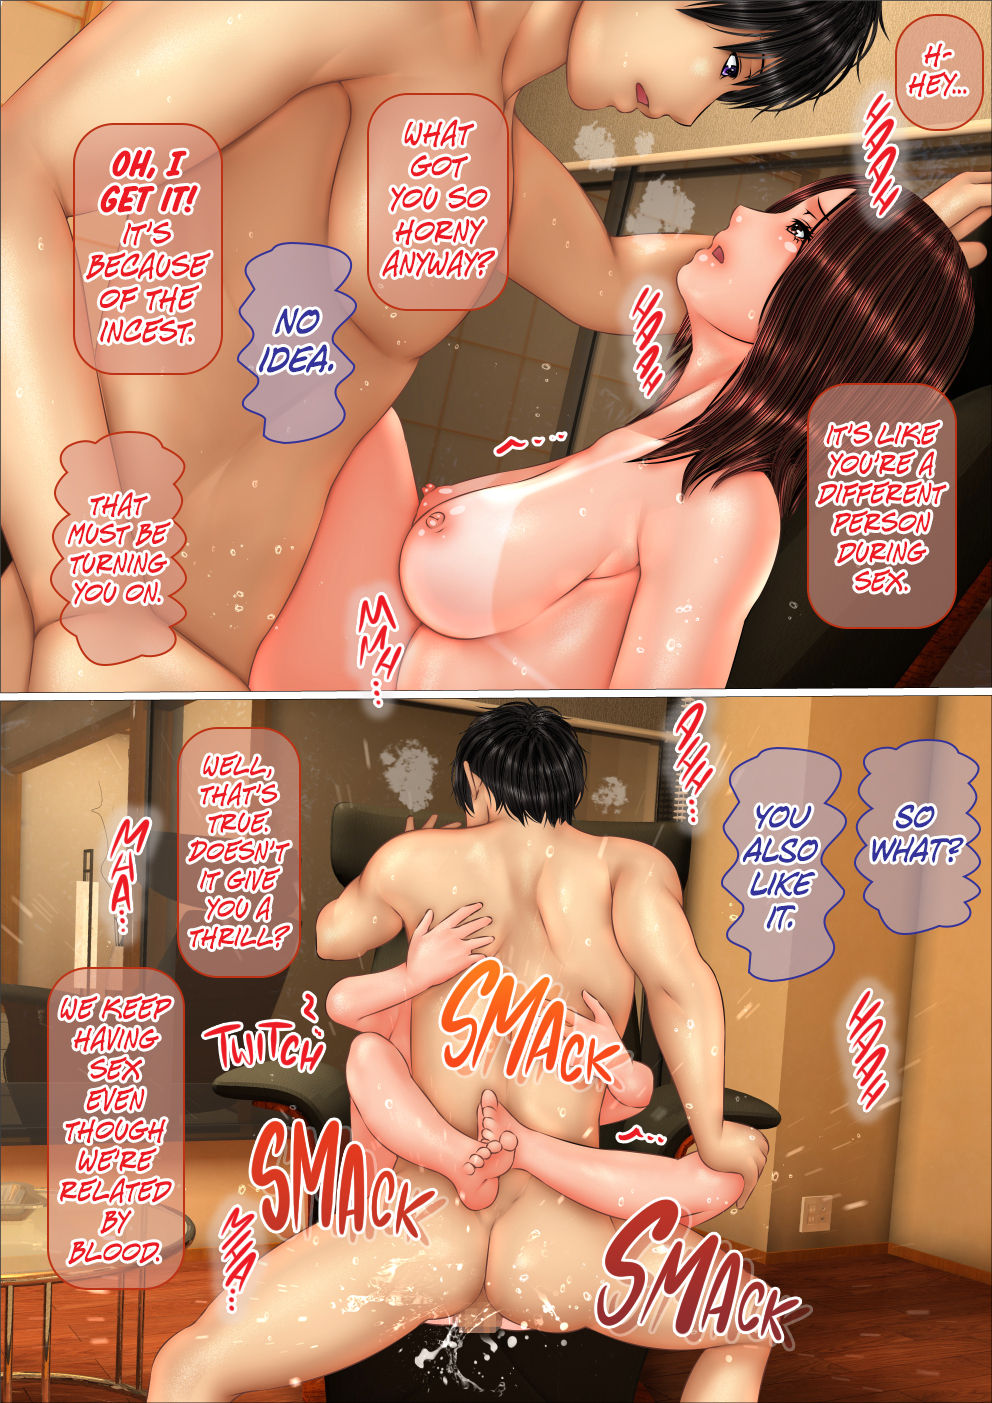 H-
HEY...
HAAAH
IT'S LIKE
YOU'RE A
DIFFERENT
PERSON
DURING
SEX.
HAAAH
WHAT
GOT
YOU SO
HORNY
ANYWAY?
NO
IDEA.
OH, I
GET IT!
IT'S
BECAUSE
OF THE
INCEST.
THAT
MUST BE
TURNING
YOU ON.
MMH...
SO
WHAT?
YOU
ALSO
LIKE
IT.
AHH...
WELL,
THAT'S
TRUE.
DOESN'T
IT GIVE
YOU A
THRILL?
MHA...
WE KEEP
HAVING
SEX
EVEN
THOUGH
WE'RE
RELATED
BY
BLOOD.
HAAAH
SMACK
TWITCH
SMACK
SMACK
MHA...